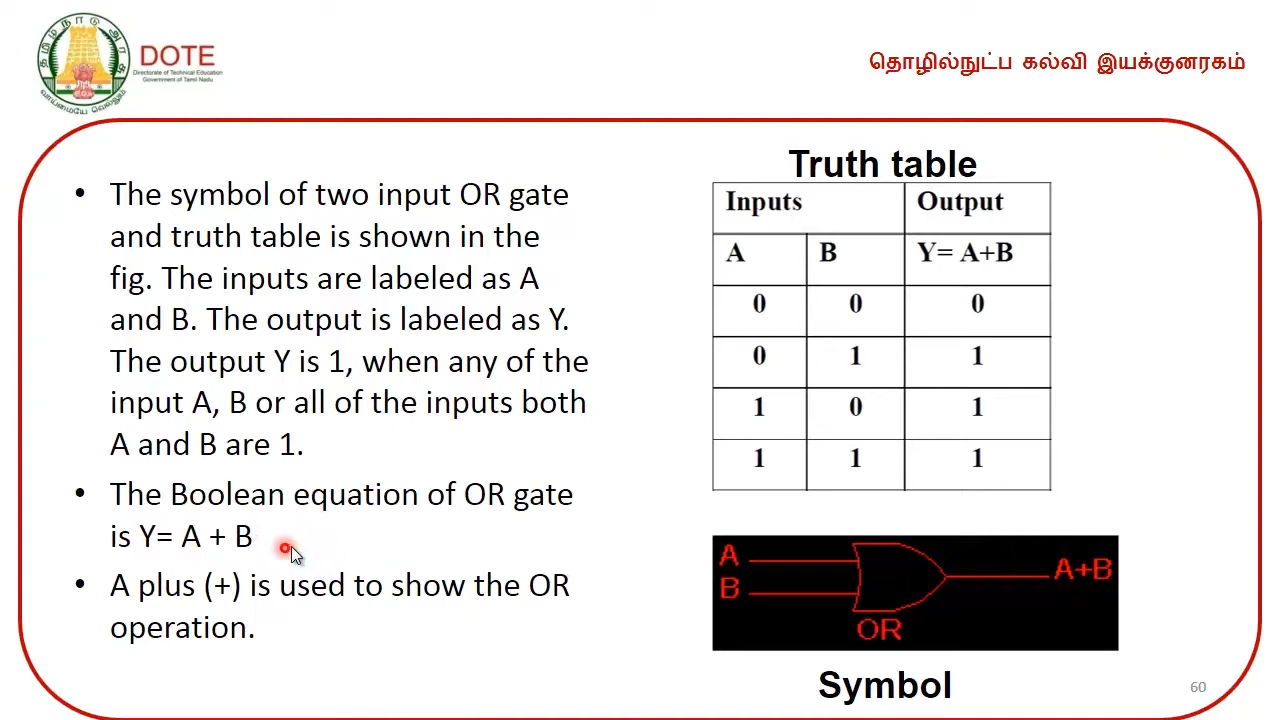 தமிழ்நாடு அரசு
வாய்மையே வெல்லும்
DOTE
Directorate of Technical Education
Government of Tamil Nadu
தொழில்நுட்ப கல்வி இயக்குனரகம்
• The symbol of two input OR gate
and truth table is shown in the
fig. The inputs are labeled as A
and B. The output is labeled as Y.
The output Y is 1, when any of the
input A, B or all of the inputs both
A and B are 1.
• The Boolean equation of OR gate
is Y= A + B
• A plus (+) is used to show the OR
operation.
Truth table
Inputs Output
A B Y= A+B
0 0 0
0 1 1
1 0 1
1 1 1
A
B
A+B
OR
Symbol
60